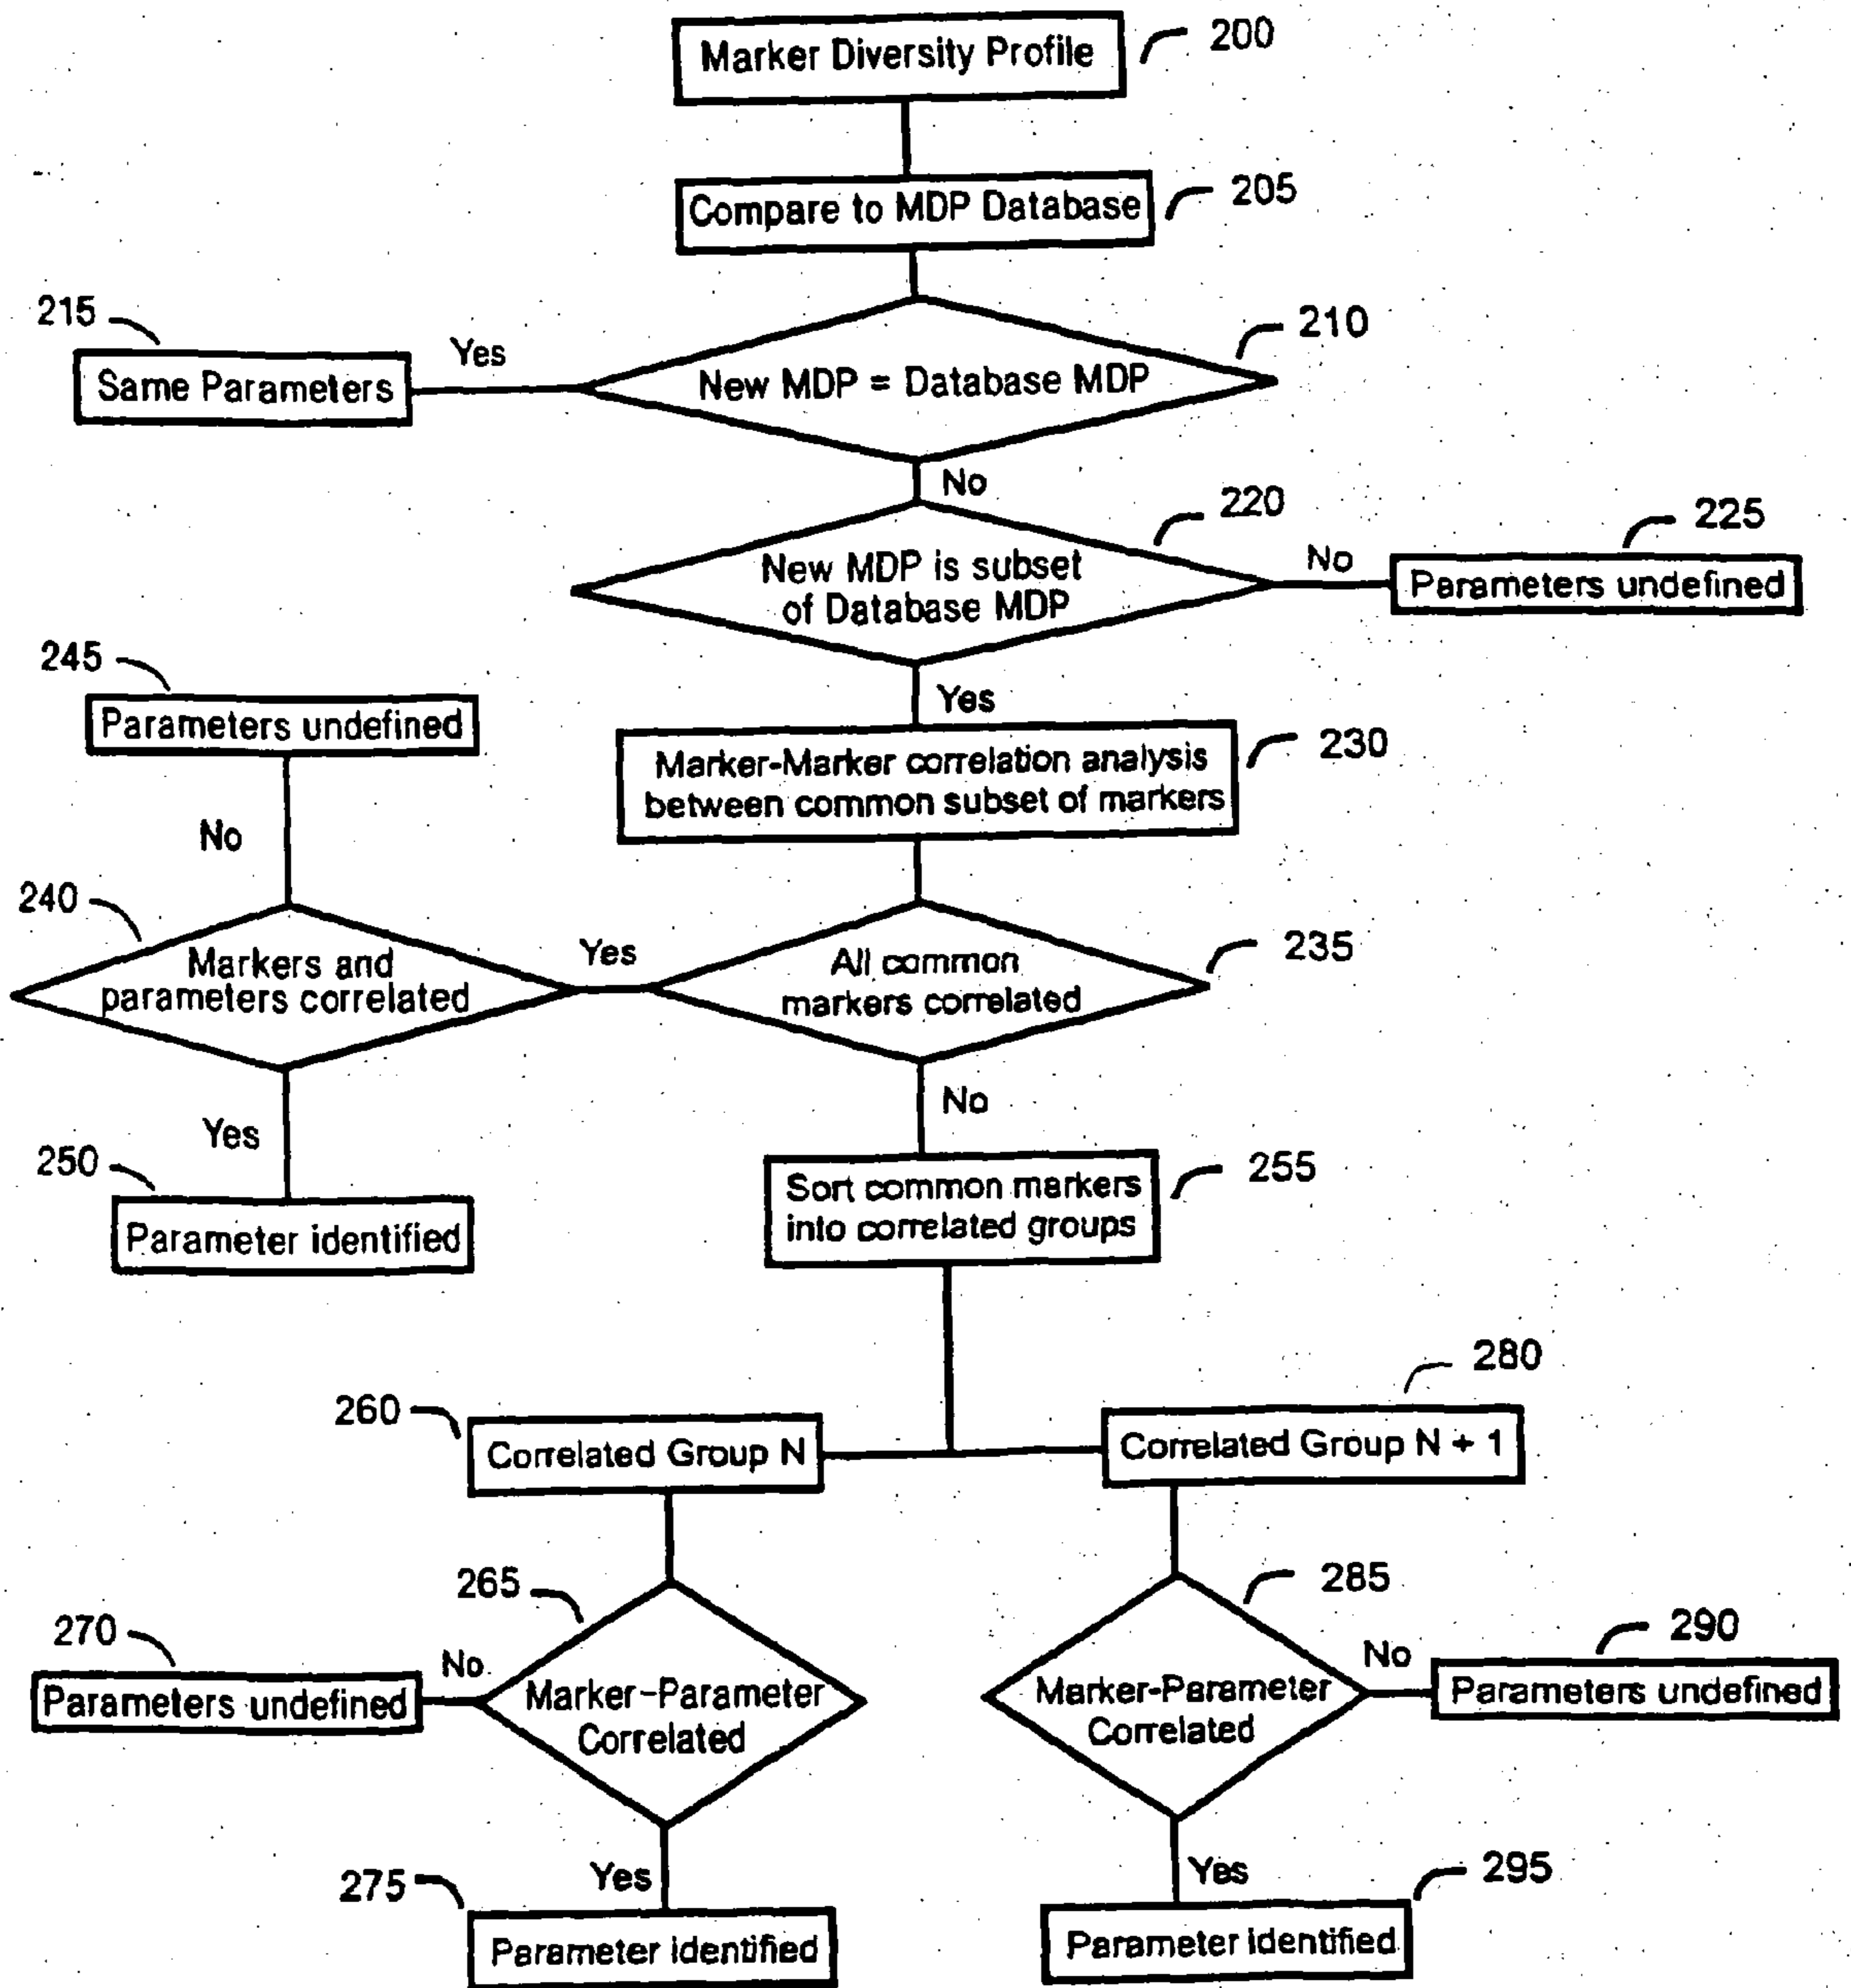 Marker Diversity Profile
200
Compare to MDP Database
205
215
210
Same Parameters
Yes
New MDP = Database MDP
No
220
225
New MDP is subset
of Database MDP
No
Parameters undefined
245
Yes
Parameters undefined
230
Marker-Marker correlation analysis
between common subset of markers
No
240
235
Markers and
parameters correlated
Yes
All common
markers correlated
No
Yes
250
255
Sort common markers
into correlated groups
Parameter identified
280
260
Correlated Group N
Correlated Group N + 1
265
285
270
290
No
No
Parameters undefined
Marker-Parameter
Correlated
Marker-Parameter
Correlated
Parameters undefined
Yes
Yes
275
295
Parameter identified
Parameter identified